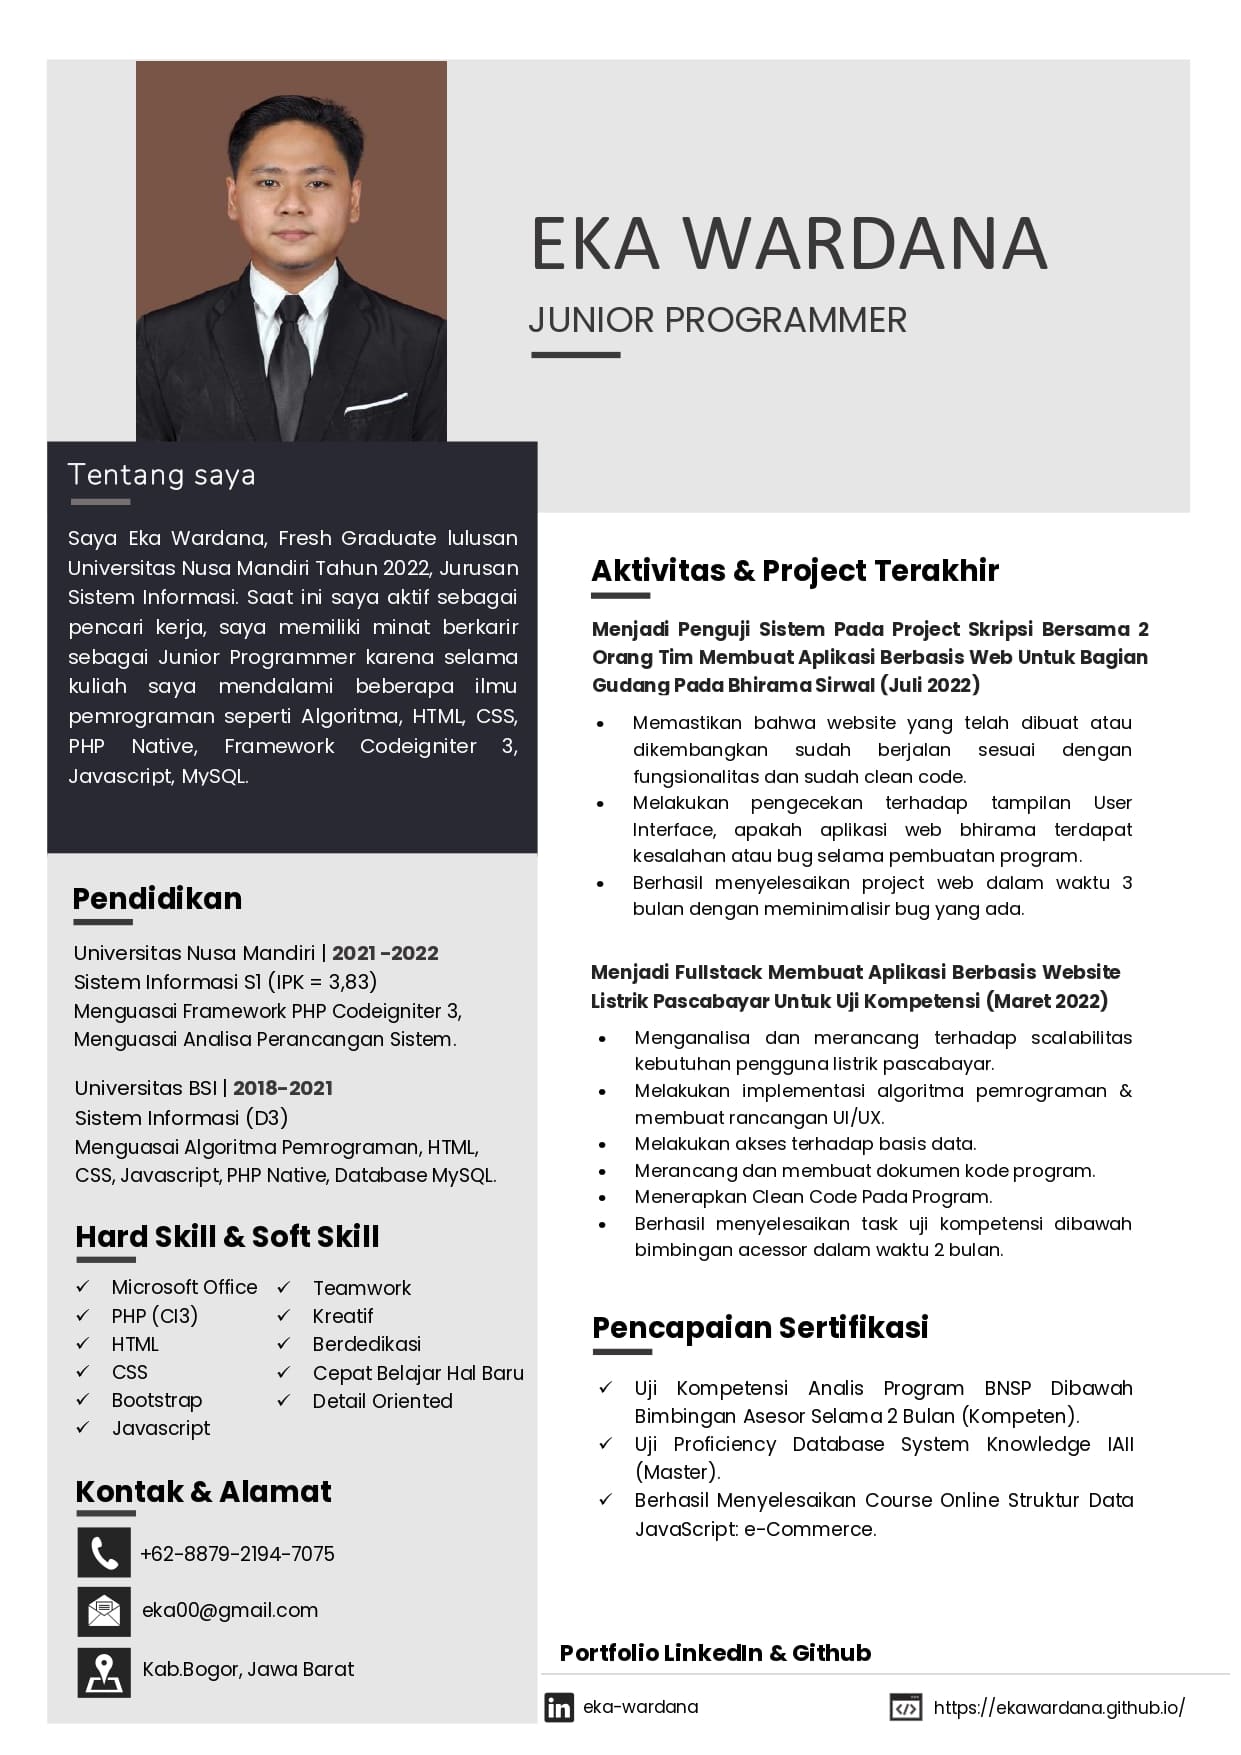 EKA WARDANA
JUNIOR PROGRAMMER
Tentang saya
Saya Eka Wardana, Fresh Graduate lulusan
Universitas Nusa Mandiri Tahun 2022, Jurusan
Sistem Informasi. Saat ini saya aktif sebagai
pencari kerja, saya memiliki minat berkarir
sebagai Junior Programmer karena selama
kuliah saya mendalami beberapa ilmu
pemrograman seperti Algoritma, HTML, CSS,
PHP Native, Framework Codeigniter 3,
Javascript, MySQL.
Pendidikan
Universitas Nusa Mandiri | 2021 -2022
Sistem Informasi S1 (IPK = 3,83)
Menguasai Framework PHP Codeigniter 3,
Menguasai Analisa Perancangan Sistem.
Universitas BSI | 2018-2021
Sistem Informasi (D3)
Menguasai Algoritma Pemrograman, HTML,
CSS, Javascript, PHP Native, Database MySQL.
Hard Skill & Soft Skill
✓ Microsoft Office
✓ PHP (CI3)
✓ HTML
✓ CSS
✓ Bootstrap
✓ Javascript
✓ Teamwork
✓ Kreatif
✓ Berdedikasi
✓ Cepat Belajar Hal Baru
✓ Detail Oriented
Kontak & Alamat
+62-8879-2194-7075
eka00@gmail.com
Kab.Bogor, Jawa Barat
Aktivitas & Project Terakhir
Menjadi Penguji Sistem Pada Project Skripsi Bersama 2
Orang Tim Membuat Aplikasi Berbasis Web Untuk Bagian
Gudang Pada Bhirama Sirwal (Juli 2022)
• Memastikan bahwa website yang telah dibuat atau
dikembangkan sudah berjalan sesuai dengan
fungsionalitas dan sudah clean code.
• Melakukan pengecekan terhadap tampilan User
Interface, apakah aplikasi web bhirama terdapat
kesalahan atau bug selama pembuatan program.
• Berhasil menyelesaikan project web dalam waktu 3
bulan dengan meminimalisir bug yang ada.
Menjadi Fullstack Membuat Aplikasi Berbasis Website
Listrik Pascabayar Untuk Uji Kompetensi (Maret 2022)
• Menganalisa dan merancang terhadap scalabilitas
kebutuhan pengguna listrik pascabayar.
• Melakukan implementasi algoritma pemrograman &
membuat rancangan UI/UX.
• Melakukan akses terhadap basis data.
• Merancang dan membuat dokumen kode program.
• Menerapkan Clean Code Pada Program.
• Berhasil menyelesaikan task uji kompetensi dibawah
bimbingan acessor dalam waktu 2 bulan.
Pencapaian Sertifikasi
✓ Uji Kompetensi Analis Program BNSP Dibawah
Bimbingan Asesor Selama 2 Bulan (Kompeten).
✓ Uji Proficiency Database System Knowledge IAII
(Master).
✓ Berhasil Menyelesaikan Course Online Struktur Data
JavaScript: e-Commerce.
Portfolio LinkedIn & Github
in eka-wardana
</> https://ekawardana.github.io/